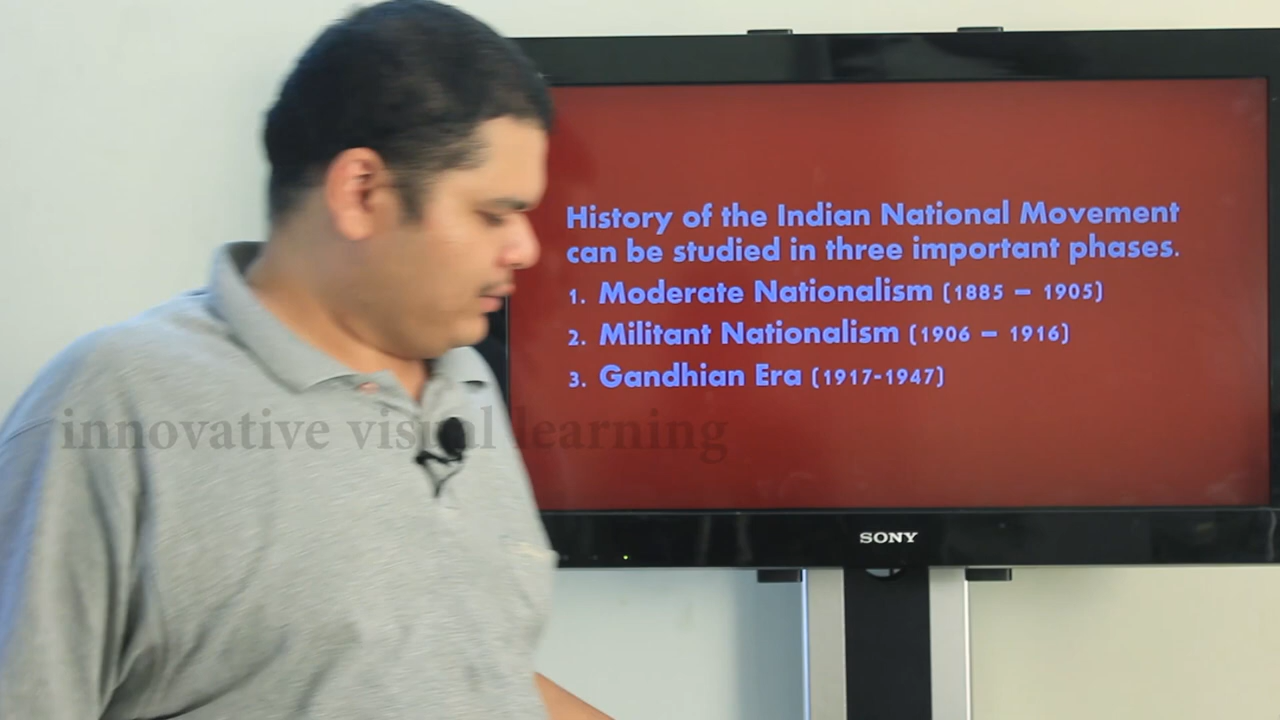 History of the Indian National Movement
can be studied in three important phases.
1. Moderate Nationalism (1885 – 1905)
2. Militant Nationalism (1906 – 1916)
3. Gandhian Era (1917-1947)
innovative visual learning
SONY